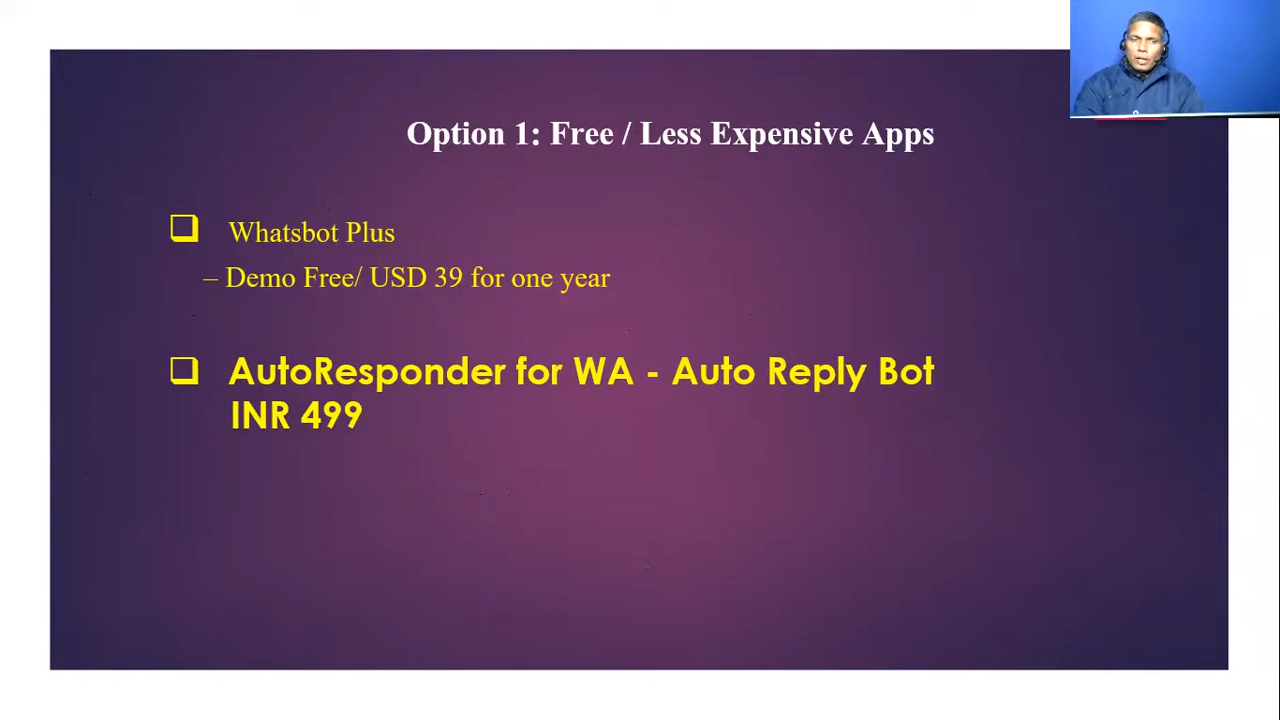 Option 1: Free / Less Expensive Apps
Whatsbot Plus
– Demo Free/ USD 39 for one year
AutoResponder for WA - Auto Reply Bot
INR 499